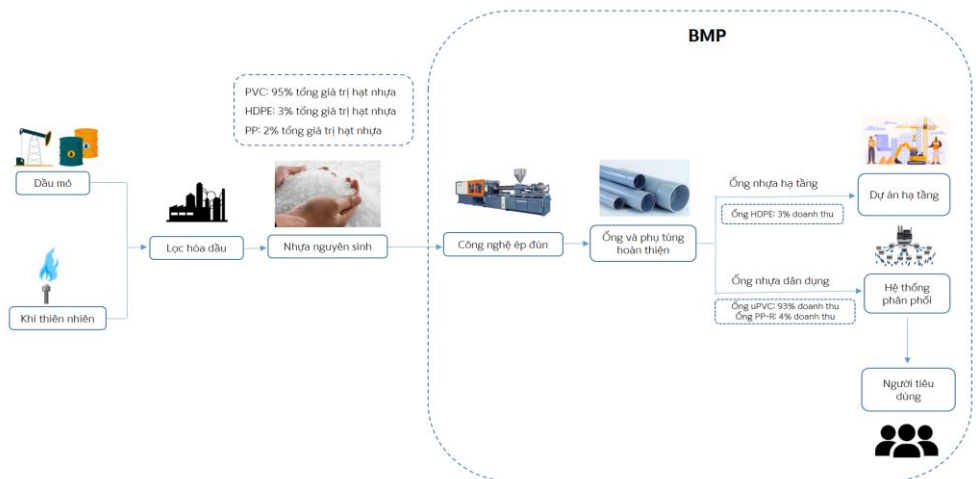 BMP
PVC: 95% tổng giá trị hạt nhựa
HDPE: 3% tổng giá trị hạt nhựa
PP: 2% tổng giá trị hạt nhựa
Dầu mỏ
Khí thiên nhiên
Lọc hóa dầu
Nhựa nguyên sinh
Công nghệ ép đùn
Ống và phụ tùng
hoàn thiện
Ống nhựa hạ tầng
Ống HDPE: 3% doanh thu
Dự án hạ tầng
Ống nhựa dân dụng
Ống uPVC: 93% doanh thu
Ống PP-R: 4% doanh thu
Hệ thống
phân phối
Người tiêu
dùng